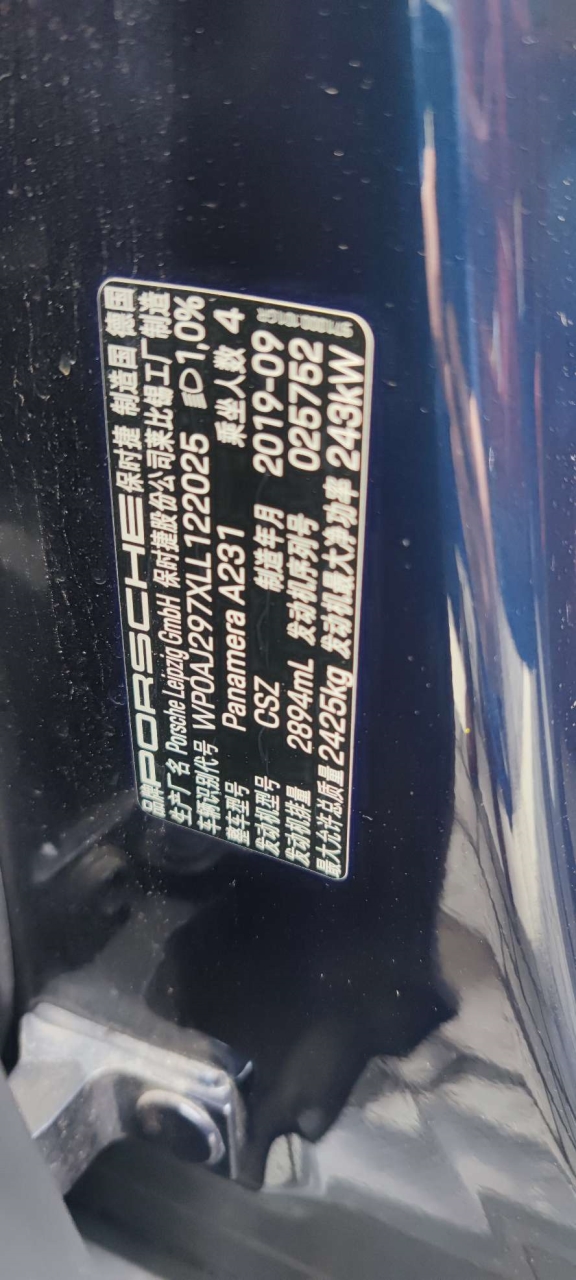 品牌 PORSCHE 保时捷 制造国 德国
生产厂名 Porsche Leipzig GmbH 保时捷股份公司莱比锡工厂 制造
车辆识别代号 WP0AJ297XLL122025 1,0%
整车型号 Panamera A231 乘坐人数 4
发动机型号 CSZ 制造年月 2019-09
发动机排量 2894mL 发动机序列号 025752
最大允许总质量 2425kg 发动机最大净功率 243kW